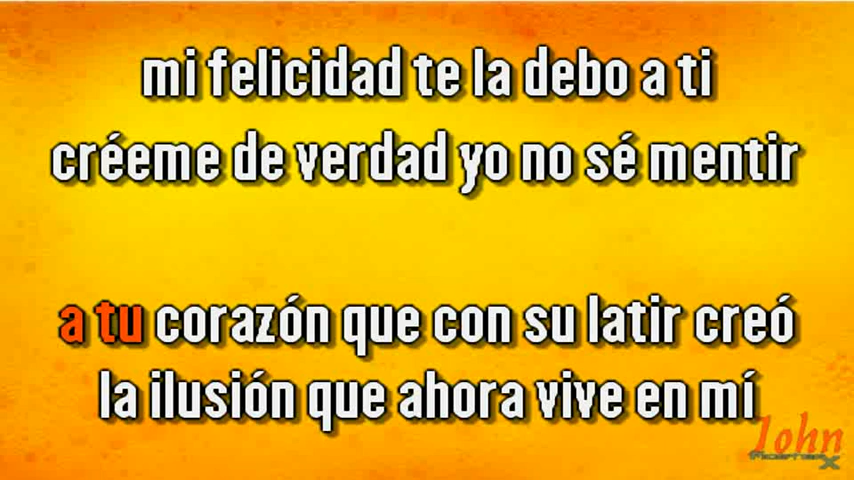 mi felicidad te la debo a ti
créeme de verdad yo no sé mentir
a tu corazón que con su latir creó
la ilusión que ahora vive en mí
John